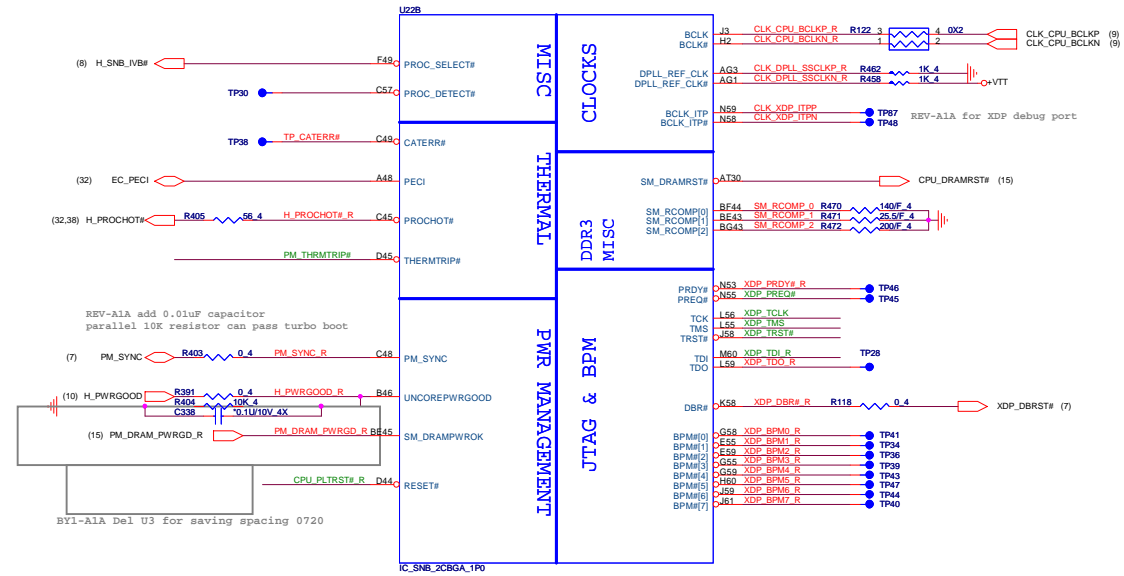 U22B
MISC
THERMAL
PWR MANAGEMENT
CLOCKS
DDR3
MISC
JTAG & BPM
(8) H_SNB_IVB# F49 PROC_SELECT#
TP30 C57 PROC_DETECT#
TP38 TP_CATERR# C49 CATERR#
(32) EC_PECI A48 PECI
(32,38) H_PROCHOT# R405 56_4 H_PROCHOT#_R C45 PROCHOT#
PM_THRMTRIP# D45 THERMTRIP#
REV-A1A add 0.01uF capacitor
parallel 10K resistor can pass turbo boot
(7) PM_SYNC R403 0_4 PM_SYNC_R C48 PM_SYNC
(10) H_PWRGOOD R391 0_4 H_PWRGOOD_R B46 UNCOREPWRGOOD
R404 10K_4
C338 *0.1U/10V_4X
(15) PM_DRAM_PWRGD_R PM_DRAM_PWRGD_R BE45 SM_DRAMPWROK
CPU_PLTRST#_R D44 RESET#
BY1-A1A Del U3 for saving spacing 0720
BCLK J3 CLK_CPU_BCLKP_R R122 3 4 0X2 CLK_CPU_BCLKP (9)
BCLK# H2 CLK_CPU_BCLKN_R 1 2 CLK_CPU_BCLKN (9)
DPLL_REF_CLK AG3 CLK_DPLL_SSCLKP_R R462 1K_4
DPLL_REF_CLK# AG1 CLK_DPLL_SSCLKN_R R458 1K_4 +VTT
BCLK_ITP N59 CLK_XDP_ITPP TP87
BCLK_ITP# N58 CLK_XDP_ITPN TP48
REV-A1A for XDP debug port
SM_DRAMRST# AT30 CPU_DRAMRST# (15)
SM_RCOMP[0] BF44 SM_RCOMP_0 R470 140/F_4
SM_RCOMP[1] BE43 SM_RCOMP_1 R471 25.5/F_4
SM_RCOMP[2] BG43 SM_RCOMP_2 R472 200/F_4
PRDY# N53 XDP_PRDY#_R TP46
PREQ# N55 XDP_PREQ# TP45
TCK L56 XDP_TCLK
TMS L55 XDP_TMS
TRST# J58 XDP_TRST#
TDI M60 XDP_TDI_R TP28
TDO L59 XDP_TDO_R
DBR# K58 XDP_DBR#_R R118 0_4 XDP_DBRST# (7)
BPM#[0] G58 XDP_BPM0_R TP41
BPM#[1] E55 XDP_BPM1_R TP34
BPM#[2] E59 XDP_BPM2_R TP36
BPM#[3] G55 XDP_BPM3_R TP39
BPM#[4] G59 XDP_BPM4_R TP43
BPM#[5] H60 XDP_BPM5_R TP47
BPM#[6] J59 XDP_BPM6_R TP44
BPM#[7] J61 XDP_BPM7_R TP40
IC_SNB_2CBGA_1P0